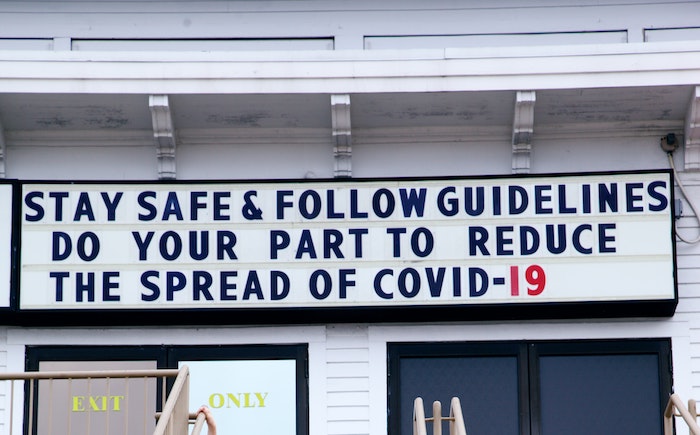 STAY SAFE & FOLLOW GUIDELINES
DO YOUR PART TO REDUCE
THE SPREAD OF COVID-19
EXIT ONLY